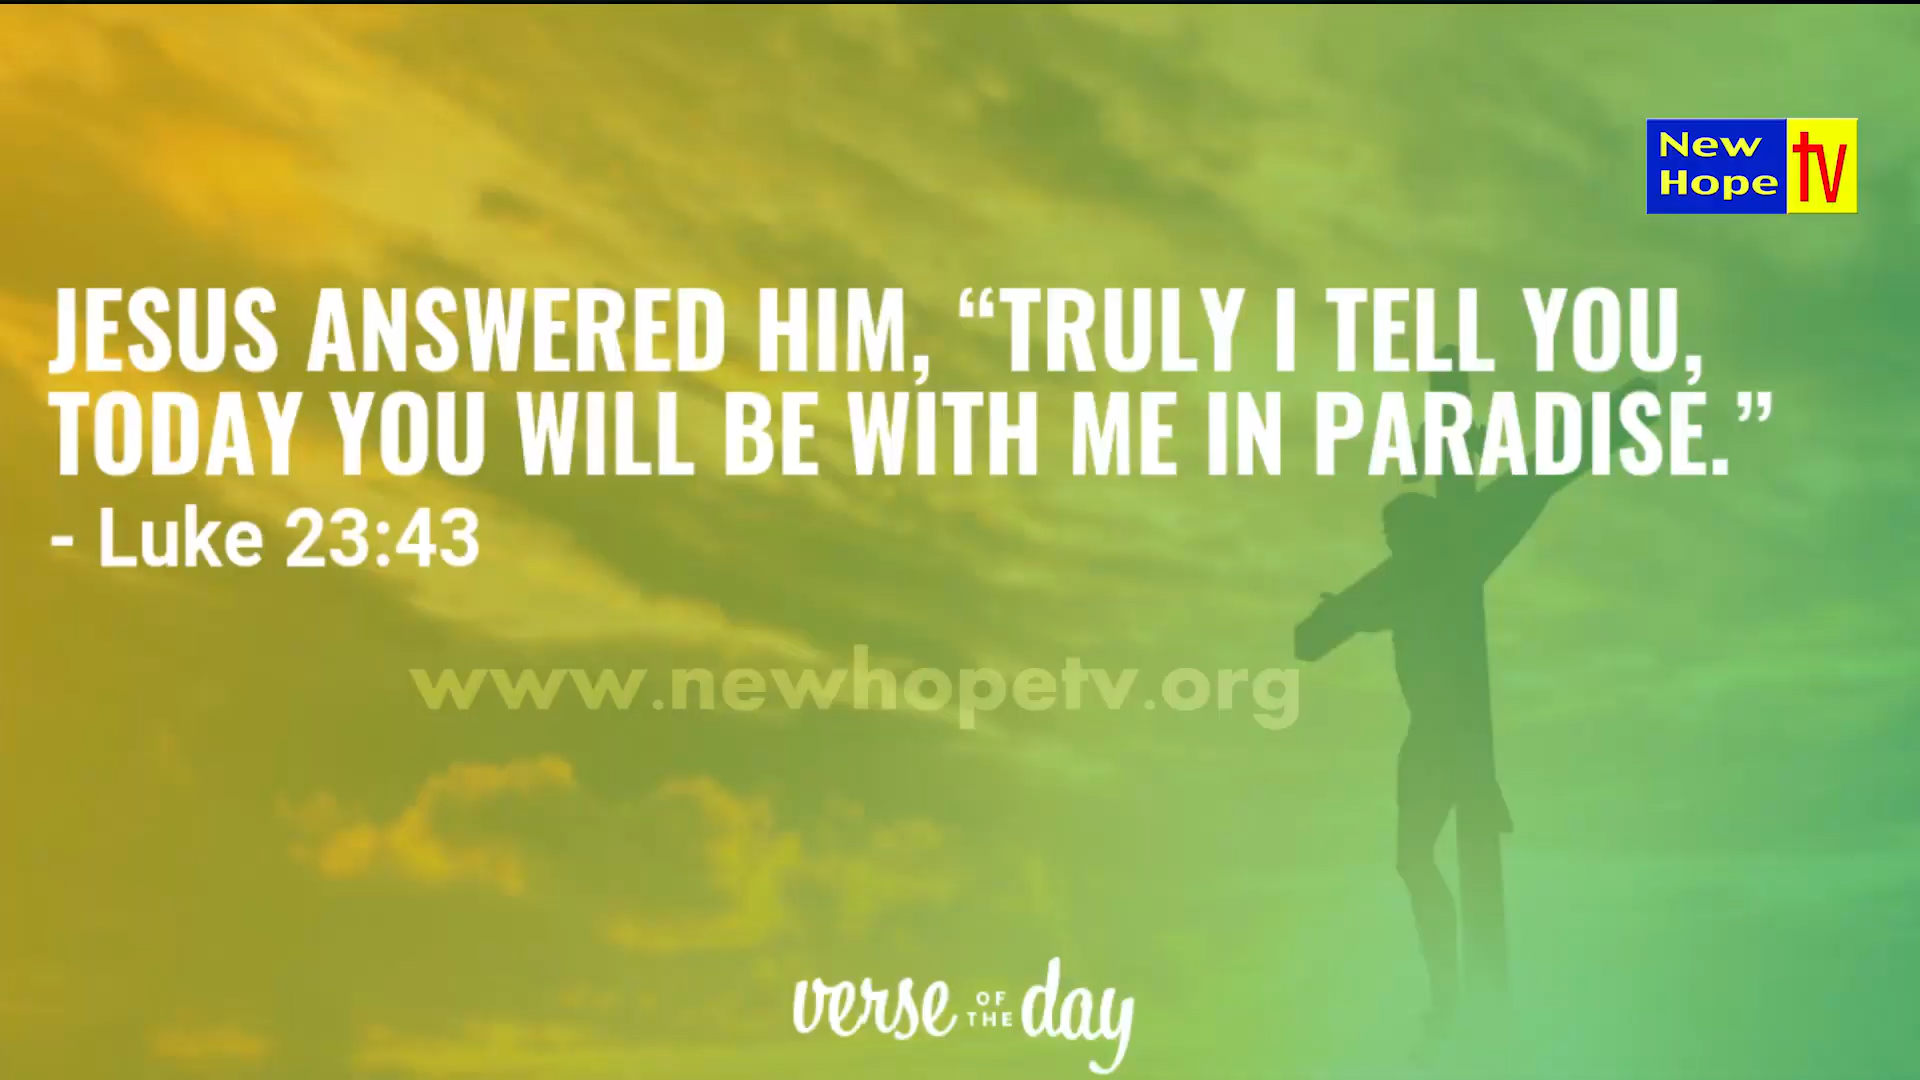 New
Hope
tv
JESUS ANSWERED HIM, “TRULY I TELL YOU,
TODAY YOU WILL BE WITH ME IN PARADISE.”
- Luke 23:43
www.newhopetv.org
verse OF THE day